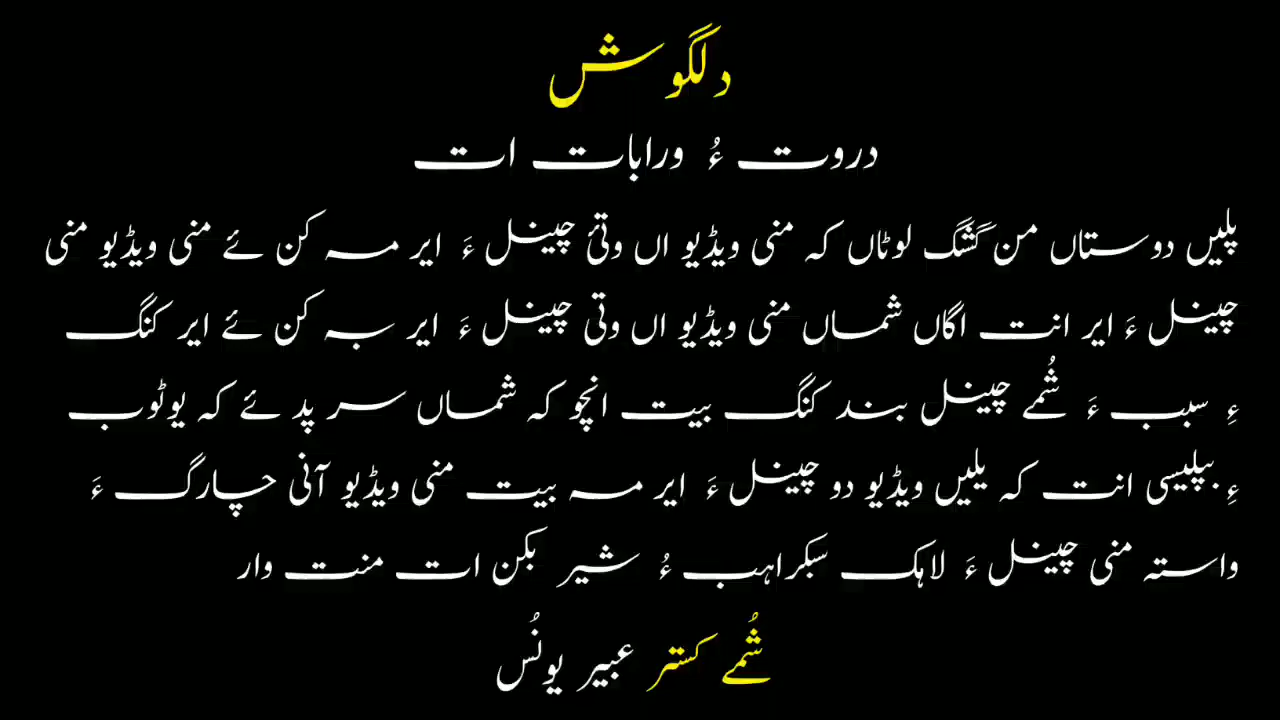 دلگوش
دروت ءُ ورابات ات
پلیں دوستاں من گشگ لوٹاں کہ منی ویڈیو اں وتئ چینل ءَ ایر مہ کن ئے منی ویڈیو منی
چینل ءَ ایر انت اگاں شماں منی ویڈیو اں وتی چینل ءَ ایر بہ کن ئے ایر کنگ
ءِ سبب ءَ شُمے چینل بند کنگ بیت انچو کہ شماں سر پد ئے کہ یوٹوب
ءِ پلیسی انت کہ یلیں ویڈیو دو چینل ءَ ایر مہ بیت منی ویڈیو آنی چارگ ءَ
واستہ منی چینل ءَ لاہک سبکراہب ءُ شیر بکن ات منت وار
شُمے کستر عبیر یونُس